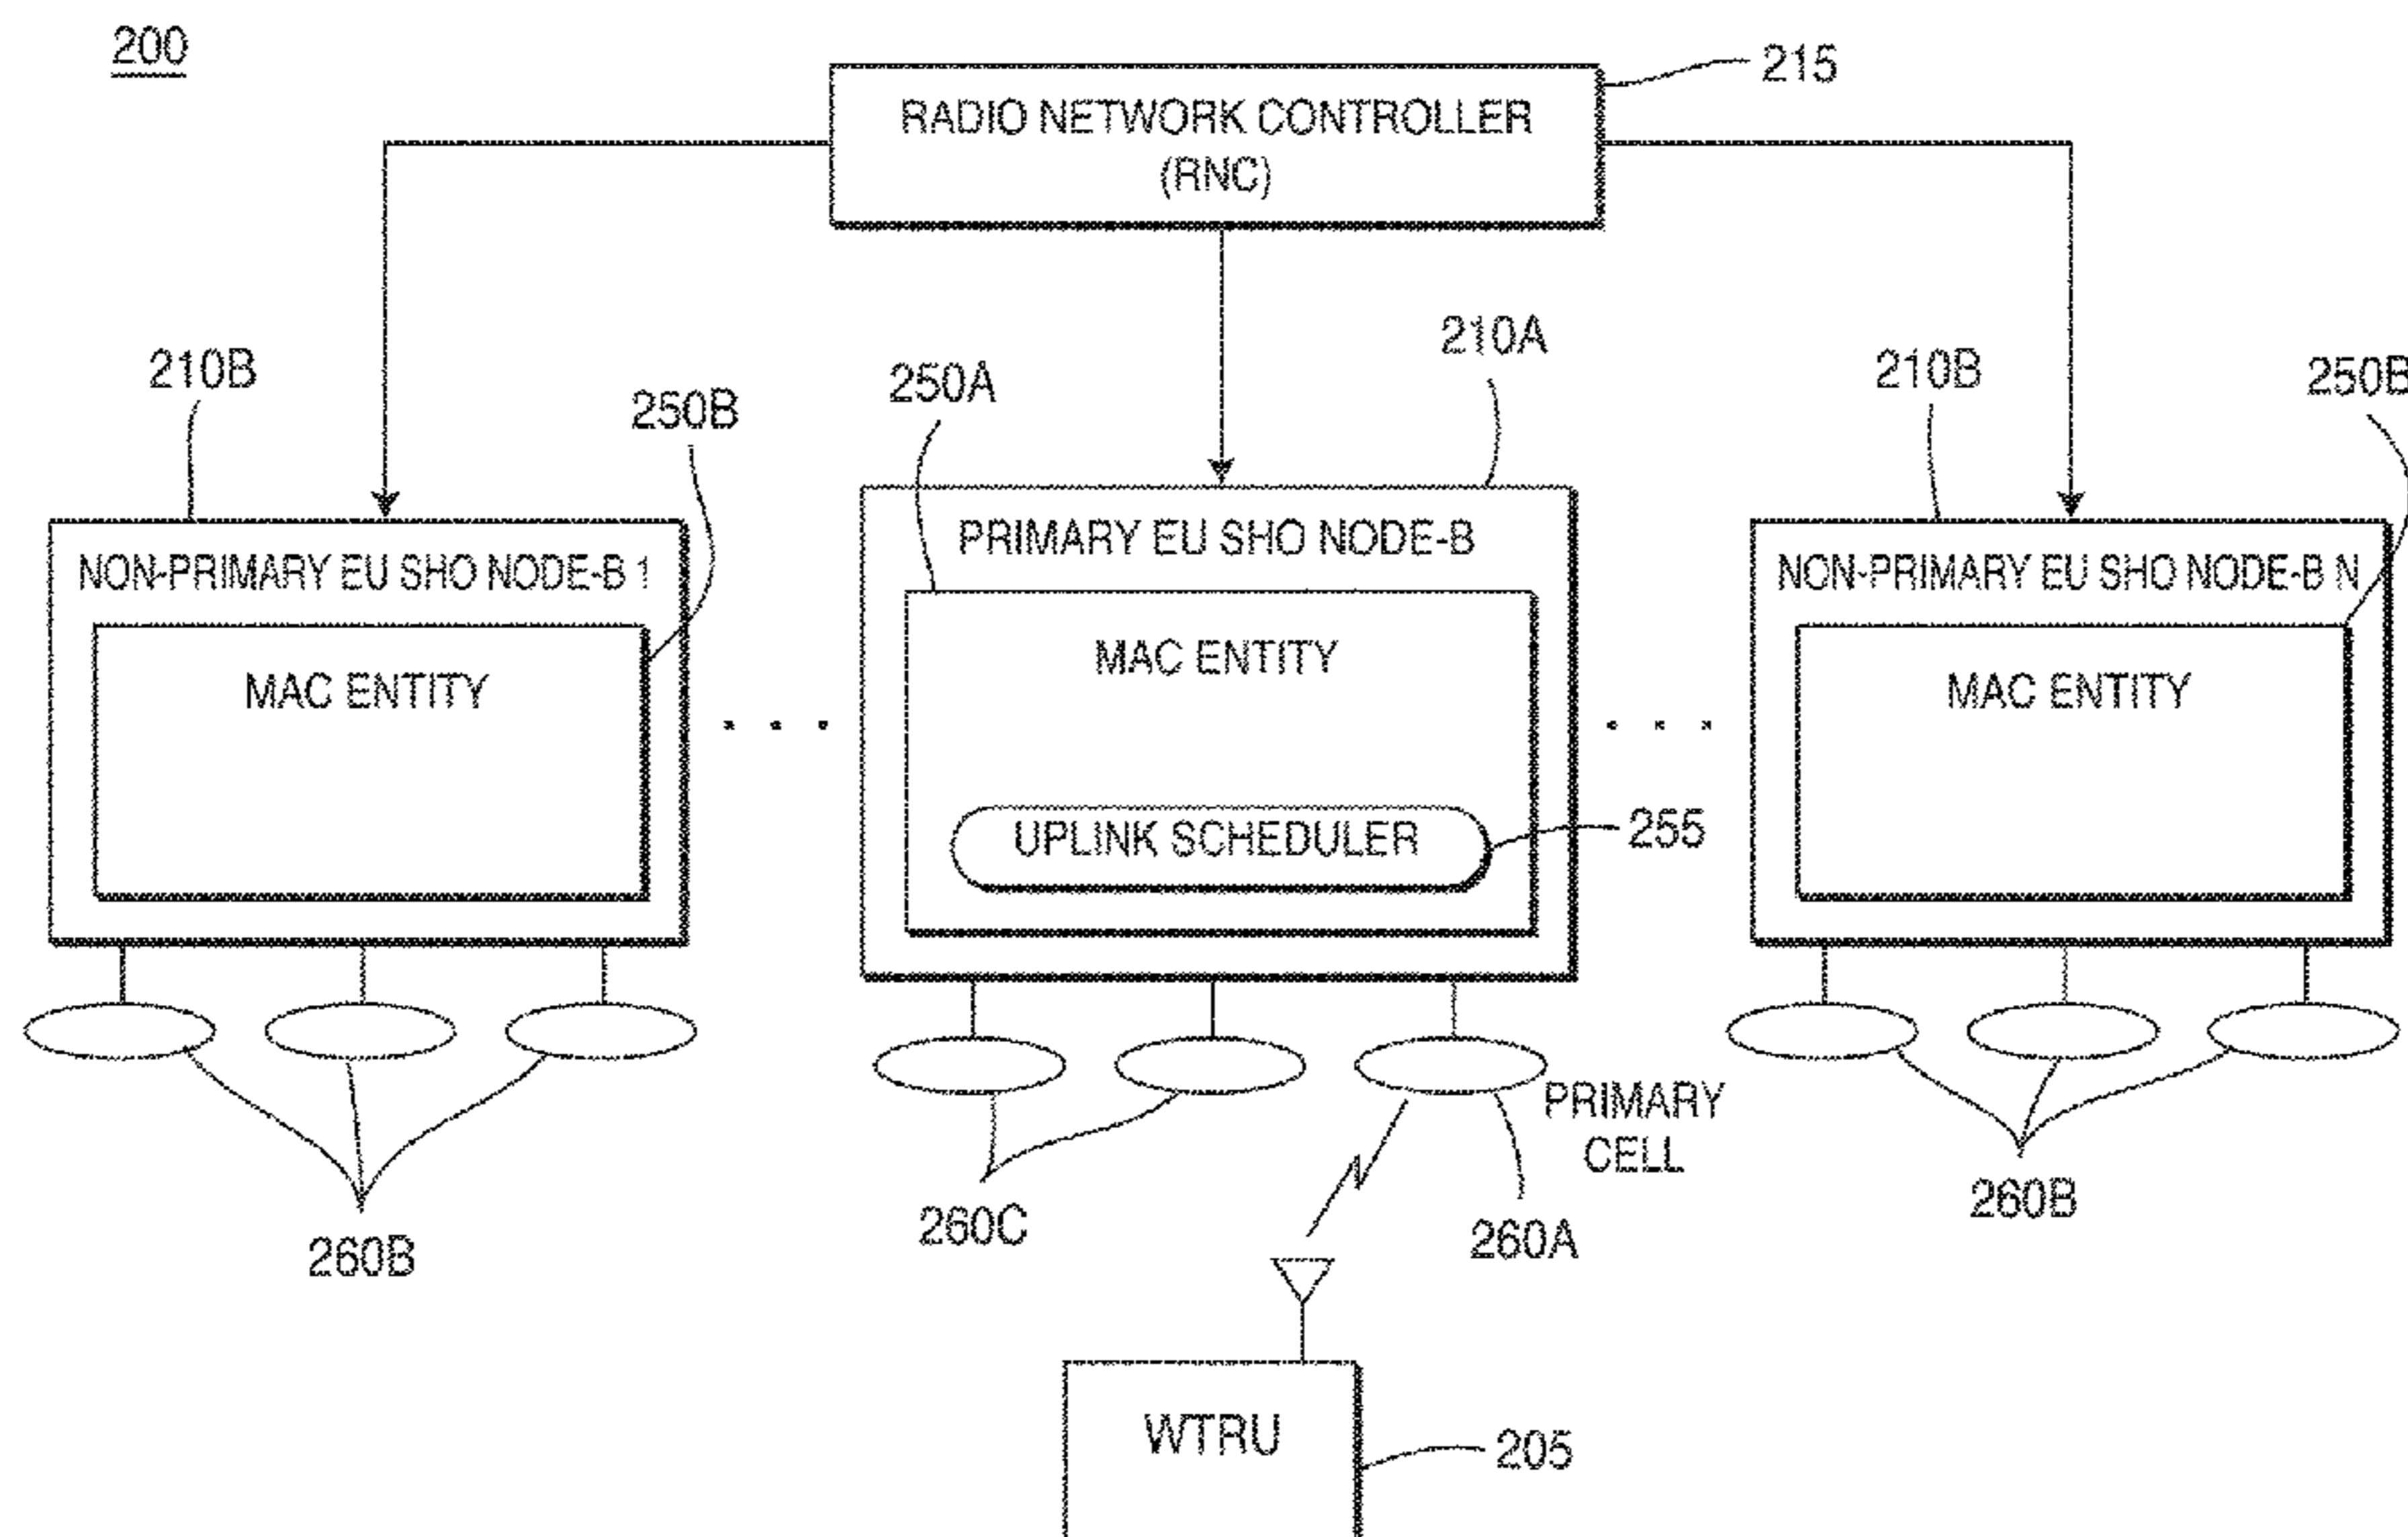 200
215
RADIO NETWORK CONTROLLER
(RNC)
210B
250B
250A
210A
210B
250B
NON-PRIMARY EU SHO NODE-B 1
MAC ENTITY
PRIMARY EU SHO NODE-B
MAC ENTITY
UPLINK SCHEDULER
255
NON-PRIMARY EU SHO NODE-B N
MAC ENTITY
. . .
. . .
260B
260C
PRIMARY
CELL
260A
260B
WTRU
205